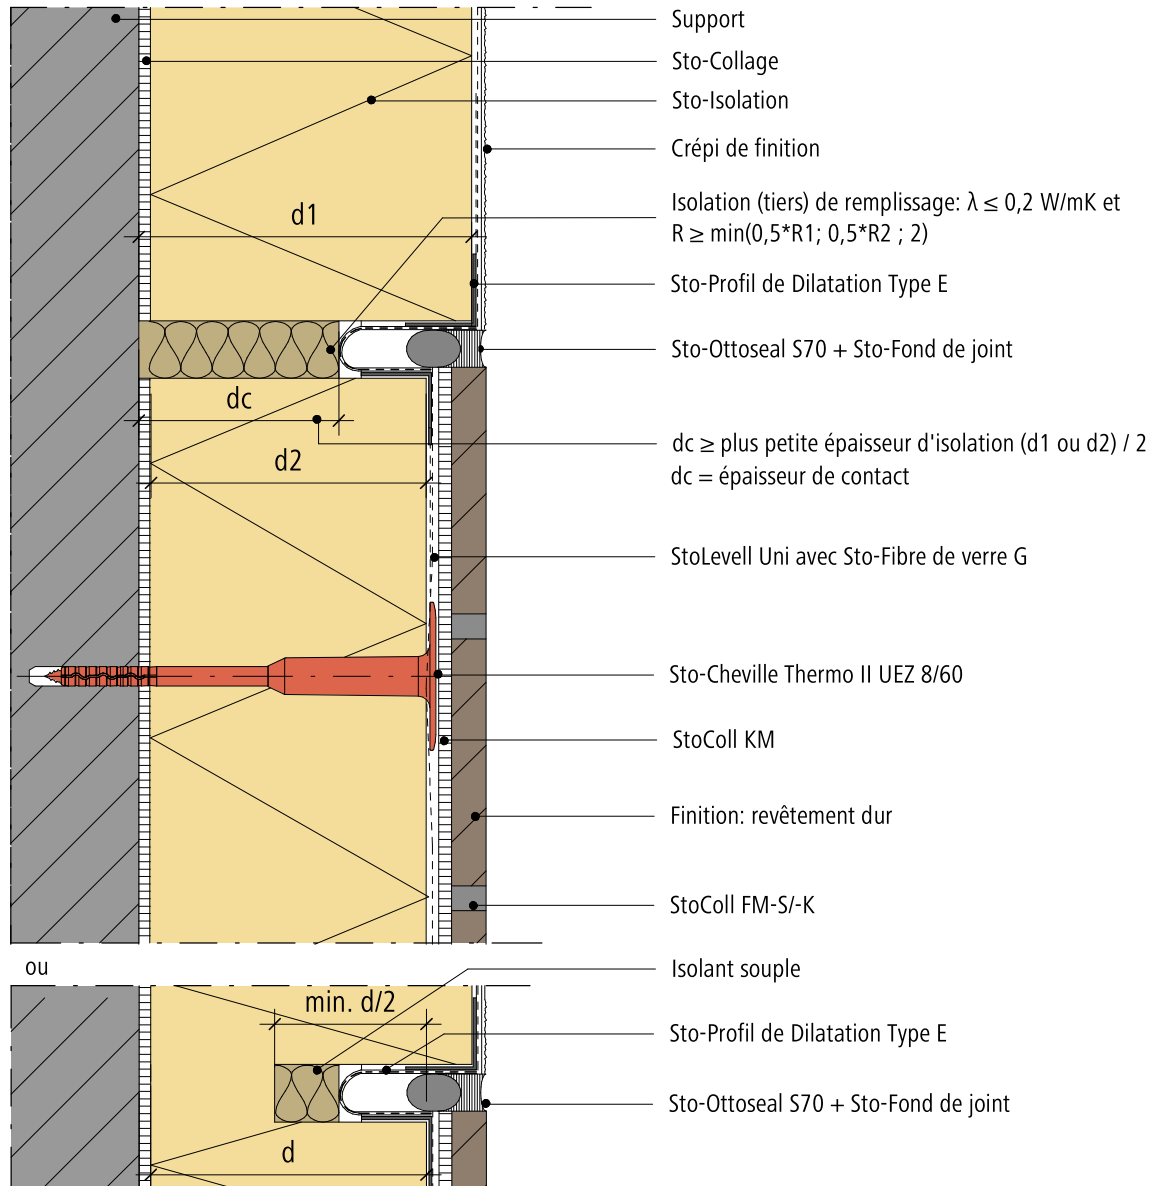 Support
Sto-Collage
Sto-Isolation
Crépi de finition
Isolation (tiers) de remplissage: λ ≤ 0,2 W/mK et
R ≥ min(0,5*R1; 0,5*R2 ; 2)
d1
Sto-Profil de Dilatation Type E
Sto-Ottoseal S70 + Sto-Fond de joint
dc
dc ≥ plus petite épaisseur d'isolation (d1 ou d2) / 2
dc = épaisseur de contact
d2
StoLevell Uni avec Sto-Fibre de verre G
Sto-Cheville Thermo II UEZ 8/60
StoColl KM
Finition: revêtement dur
StoColl FM-S/-K
ou
Isolant souple
min. d/2
Sto-Profil de Dilatation Type E
Sto-Ottoseal S70 + Sto-Fond de joint
d